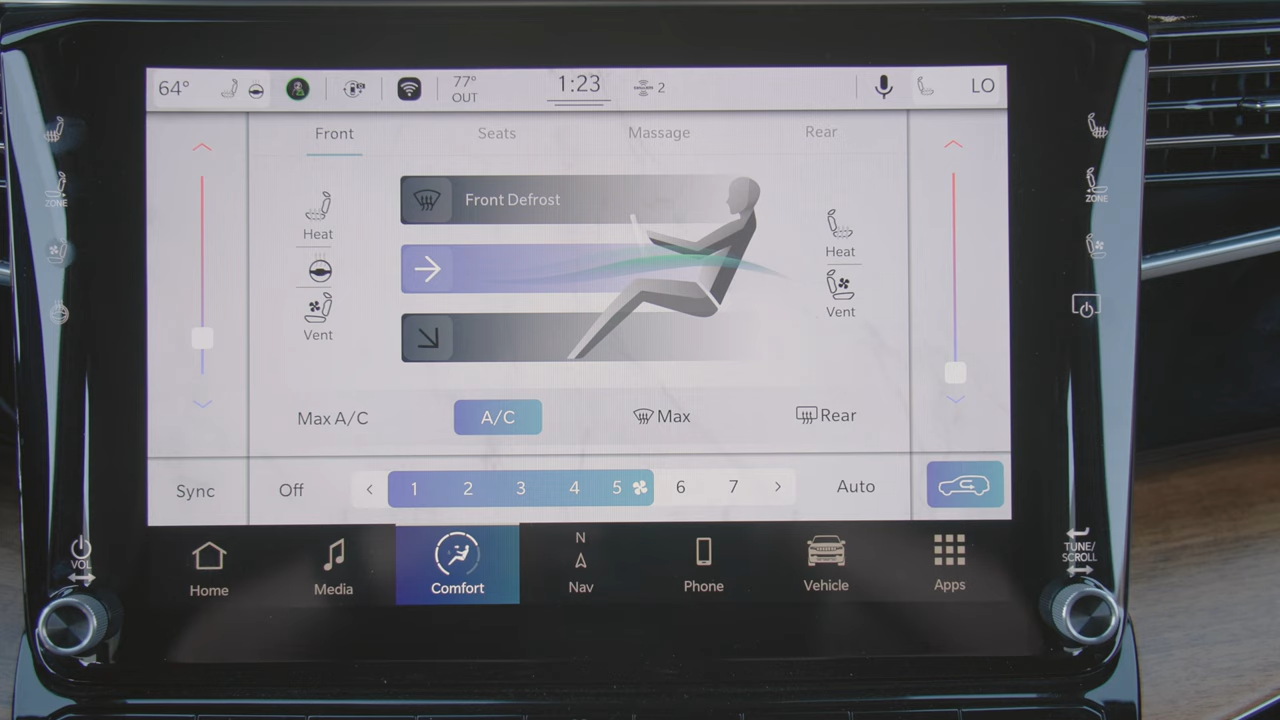 64°
77°
OUT
1:23
2
LO
Front
Seats
Massage
Rear
ZONE
ZONE
Heat
Vent
Front Defrost
Heat
Vent
Max A/C
A/C
Max
Rear
Sync
Off
< 1 2 3 4 5 6 7 >
Auto
VOL
TUNE/
SCROLL
N
Home
Media
Comfort
Nav
Phone
Vehicle
Apps